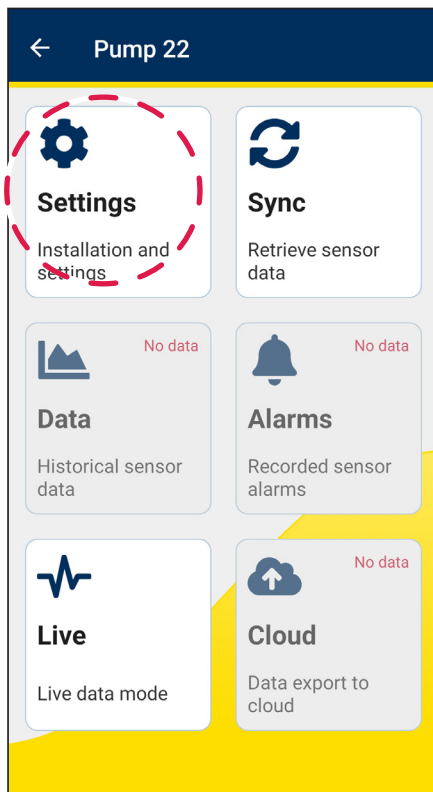 Pump 22
Settings
Installation and
settings
Sync
Retrieve sensor
data
No data
Data
Historical sensor
data
No data
Alarms
Recorded sensor
alarms
Live
Live data mode
No data
Cloud
Data export to
cloud